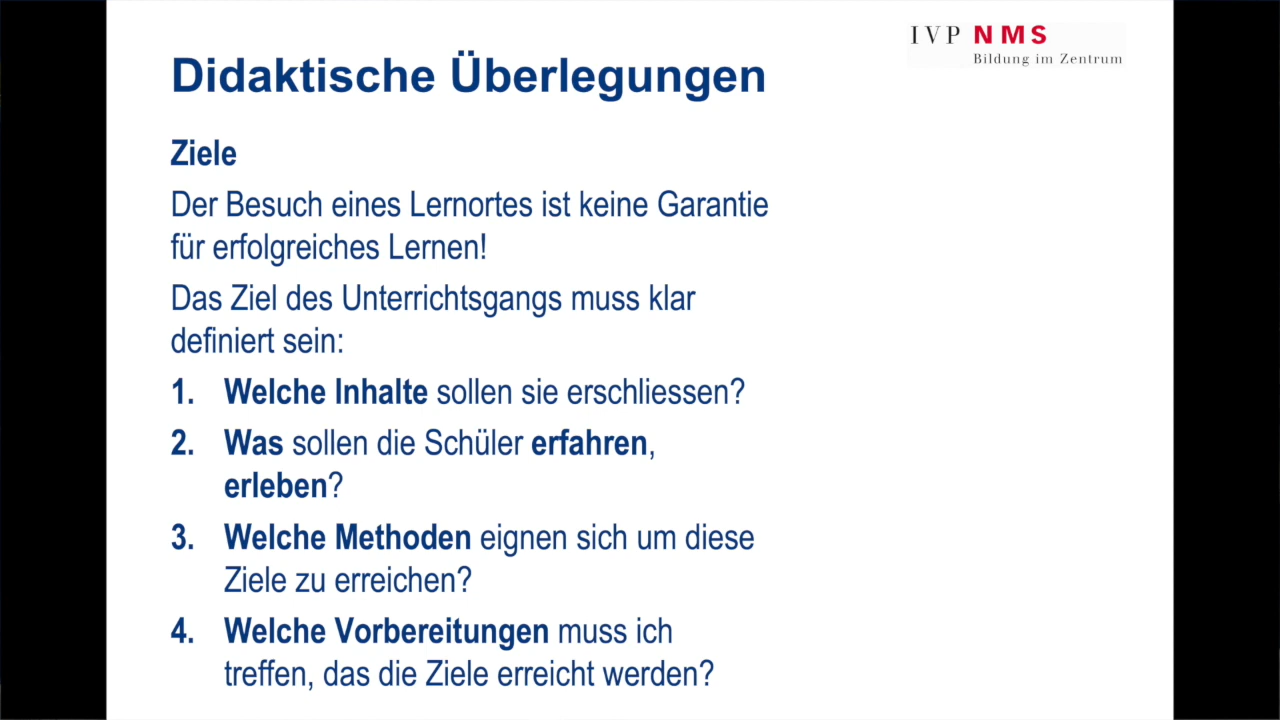 IVP NMS
Bildung im Zentrum
Didaktische Überlegungen
Ziele
Der Besuch eines Lernortes ist keine Garantie
für erfolgreiches Lernen!
Das Ziel des Unterrichtsgangs muss klar
definiert sein:
1. Welche Inhalte sollen sie erschliessen?
2. Was sollen die Schüler erfahren,
erleben?
3. Welche Methoden eignen sich um diese
Ziele zu erreichen?
4. Welche Vorbereitungen muss ich
treffen, das die Ziele erreicht werden?